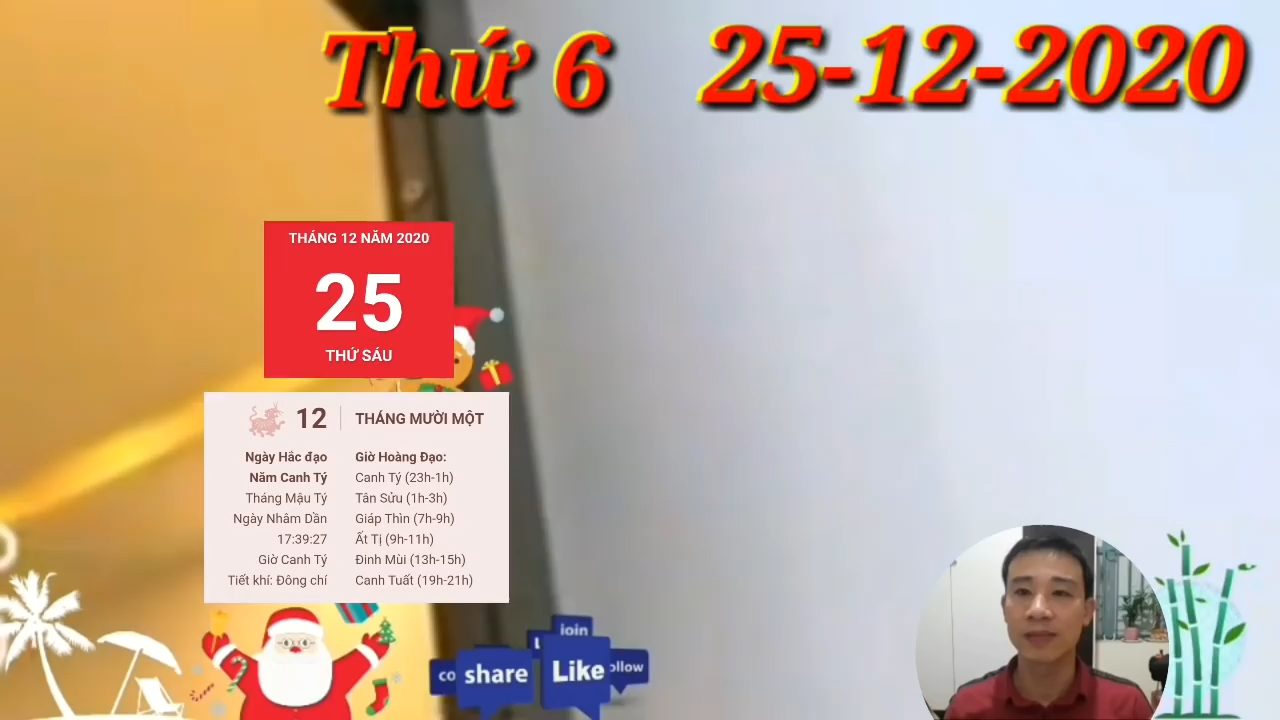 Thứ 6 25-12-2020
THÁNG 12 NĂM 2020
25
THỨ SÁU
12 THÁNG MƯỜI MỘT
Ngày Hắc đạo
Năm Canh Tý
Tháng Mậu Tý
Ngày Nhâm Dần
17:39:27
Giờ Canh Tý
Tiết khí: Đông chí
Giờ Hoàng Đạo:
Canh Tý (23h-1h)
Tân Sửu (1h-3h)
Giáp Thìn (7h-9h)
Ất Tị (9h-11h)
Đinh Mùi (13h-15h)
Canh Tuất (19h-21h)
join
co share Like ollow